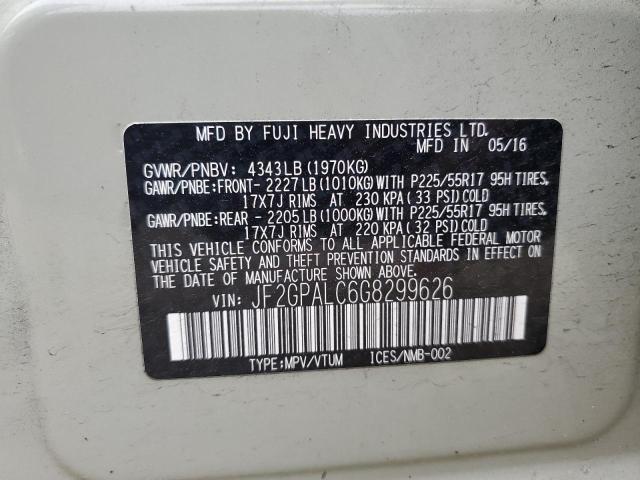 MFD BY FUJI HEAVY INDUSTRIES LTD.
MFD IN 05/16
GVWR/PNBV: 4343LB (1970KG)
GAWR/PNBE:FRONT- 2227LB(1010KG)WITH P225/55R17 95H TIRES,
17X7J RIMS AT 230 KPA ( 33 PSI)COLD
GAWR/PNBE:REAR - 2205LB(1000KG)WITH P225/55R17 95H TIRES,
17X7J RIMS AT 220 KPA ( 32 PSI)COLD
THIS VEHICLE CONFORMS TO ALL APPLICABLE FEDERAL MOTOR
VEHICLE SAFETY AND THEFT PREVENTION STANDARDS IN EFFECT ON
THE DATE OF MANUFACTURE SHOWN ABOVE.
VIN: JF2GPALC6G8299626
TYPE:MPV/VTUM ICES/NMB-002